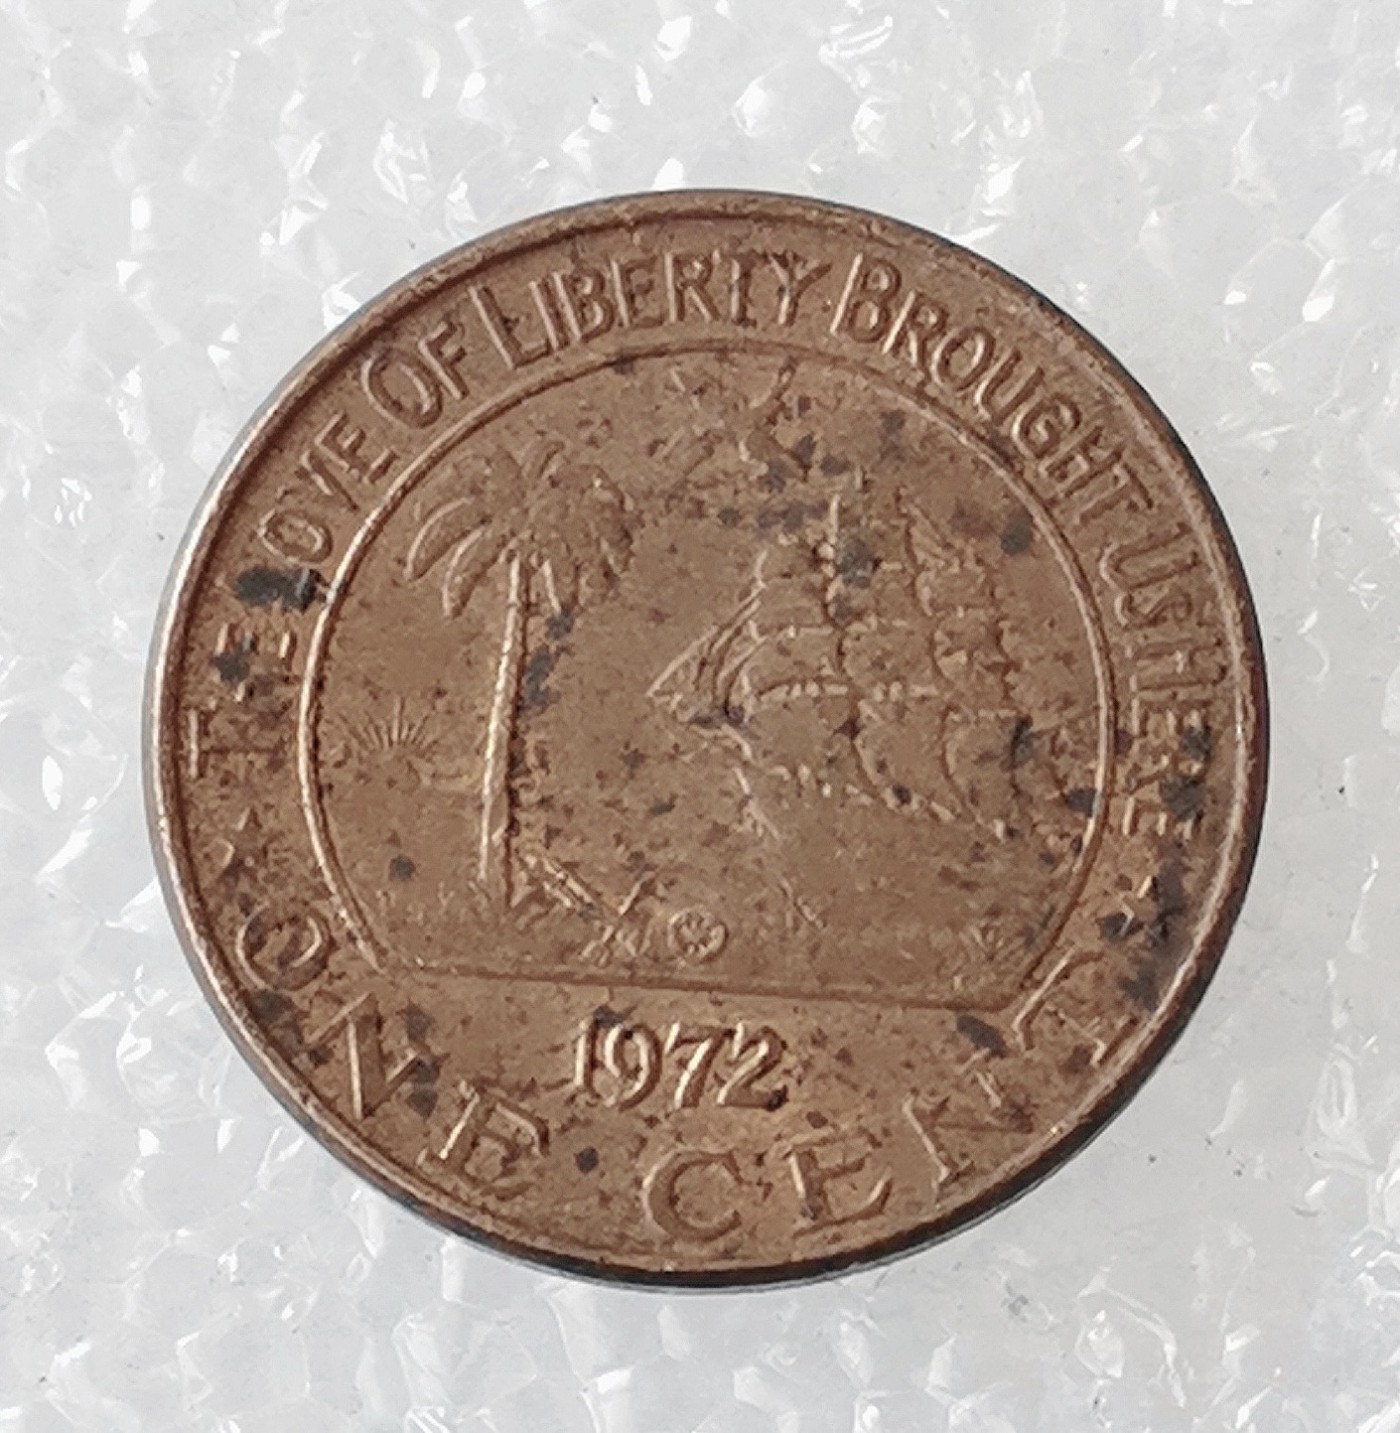 THE LOVE OF LIBERTY BROUGHT US HERE
1972
ONE CENT